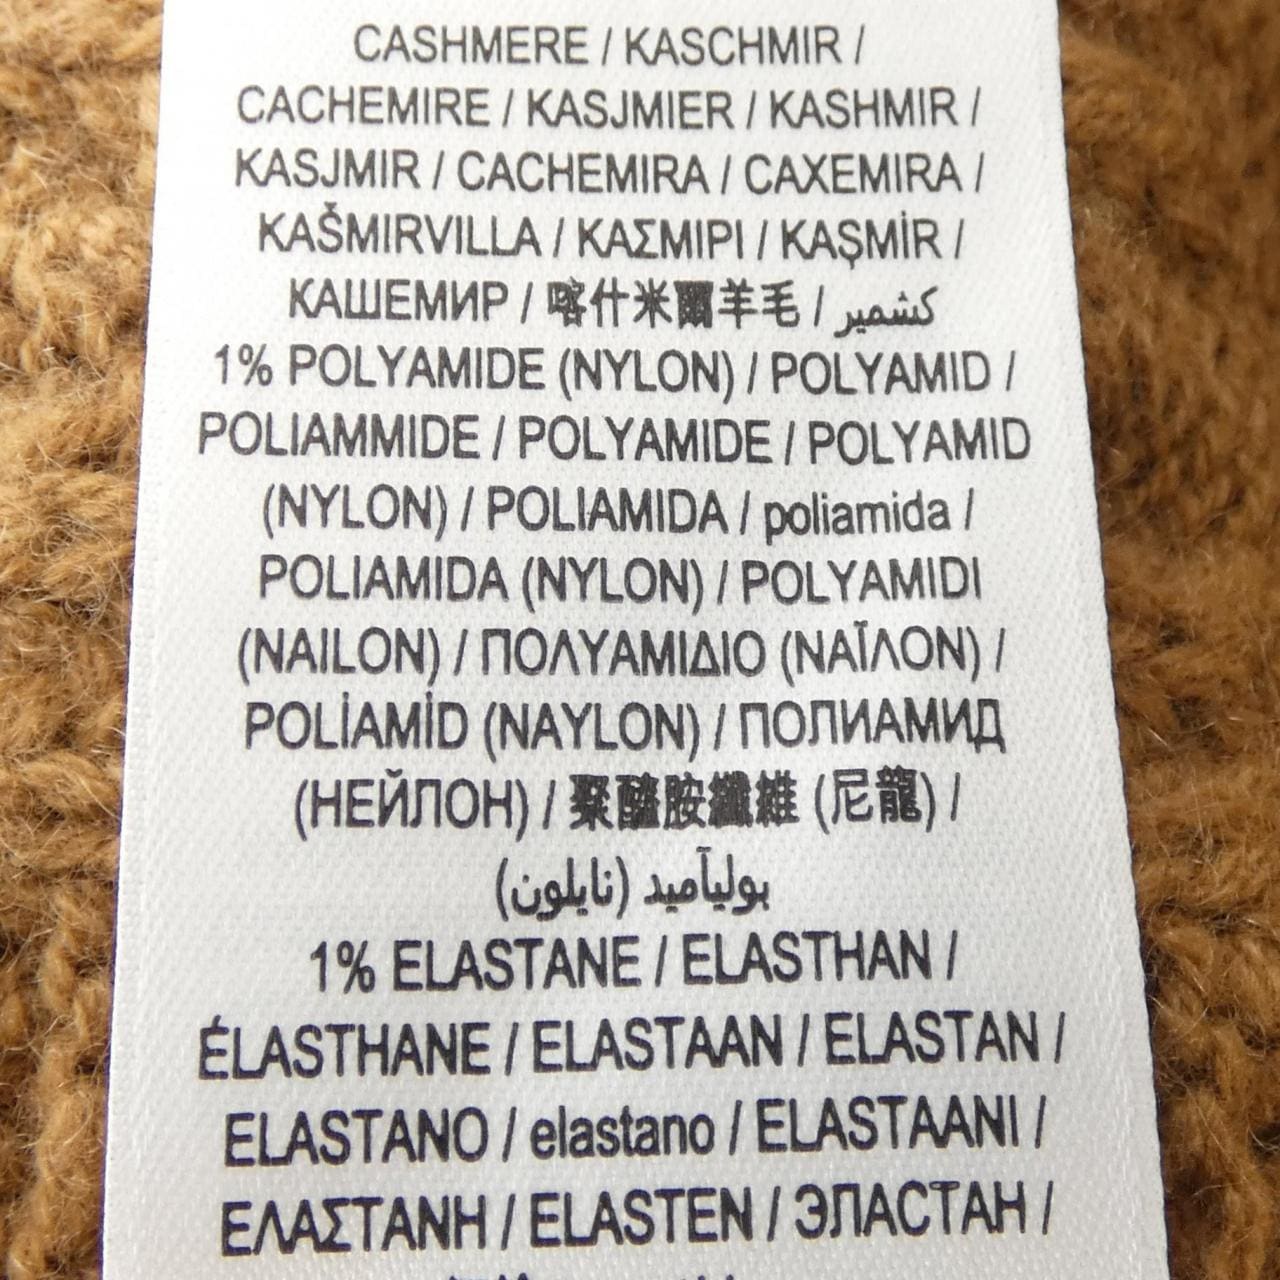 CASHMERE / KASCHMIR /
CACHEMIRE / KASJMIER / KASHMIR /
KASJMIR / CACHEMIRA / CAXEMIRA /
KAŠMIRVILLA / ΚΑΣΜΙΡΙ / KAŞMİR /
КАШЕМИР / 喀什米爾羊毛 / كشمير
1% POLYAMIDE (NYLON) / POLYAMID /
POLIAMMIDE / POLYAMIDE / POLYAMID
(NYLON) / POLIAMIDA / poliamida /
POLIAMIDA (NYLON) / POLYAMIDI
(NAILON) / ΠΟΛΥΑΜΙΔΙΟ (ΝΑΪΛΟΝ) /
POLİAMİD (NAYLON) / ПОЛИАМИД
(НЕЙЛОН) / 聚醯胺纖維 (尼龍) /
بوليآميد (نايلون)
1% ELASTANE / ELASTHAN /
ÉLASTHANE / ELASTAAN / ELASTAN /
ELASTANO / elastano / ELASTAANI /
ΕΛΑΣΤΑΝΗ / ELASTEN / ЭЛАСТАН /